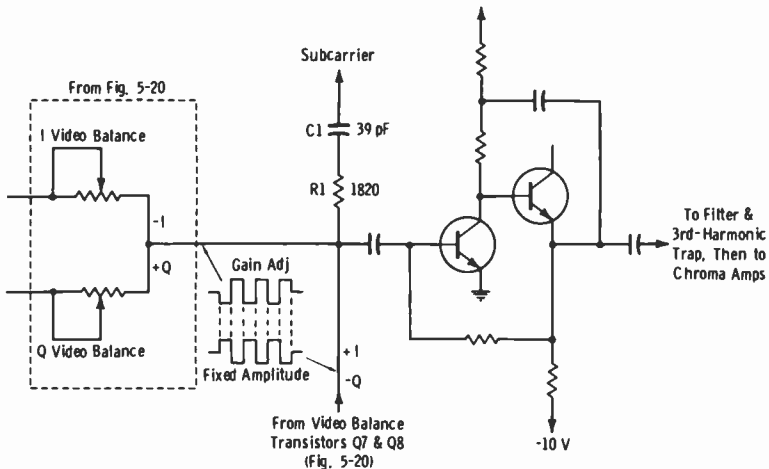 Subcarrier
From Fig. 5-20
C1
39 pF
I Video Balance
R1
1820
-I
+Q
To Filter &
3rd-Harmonic
Trap, Then to
Chroma Amps
Gain Adj
Q Video Balance
Fixed Amplitude
+I
-Q
From Video Balance
Transistors Q7 & Q8
(Fig. 5-20)
-10 V